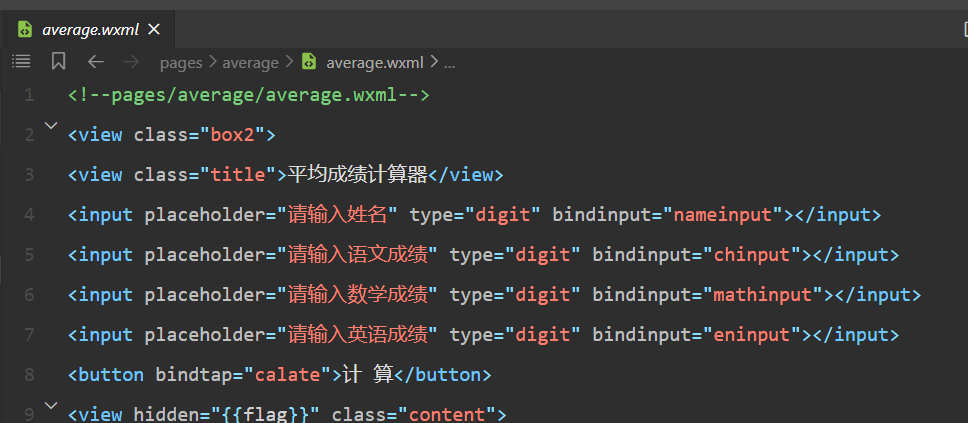 average.wxml
pages > average > average.wxml > ...
1 <!--pages/average/average.wxml-->
2 <view class="box2">
3 <view class="title">平均成绩计算器</view>
4 <input placeholder="请输入姓名" type="digit" bindinput="nameinput"></input>
5 <input placeholder="请输入语文成绩" type="digit" bindinput="chinput"></input>
6 <input placeholder="请输入数学成绩" type="digit" bindinput="mathinput"></input>
7 <input placeholder="请输入英语成绩" type="digit" bindinput="eninput"></input>
8 <button bindtap="calate">计 算</button>
9 <view hidden="{{flag}}" class="content">